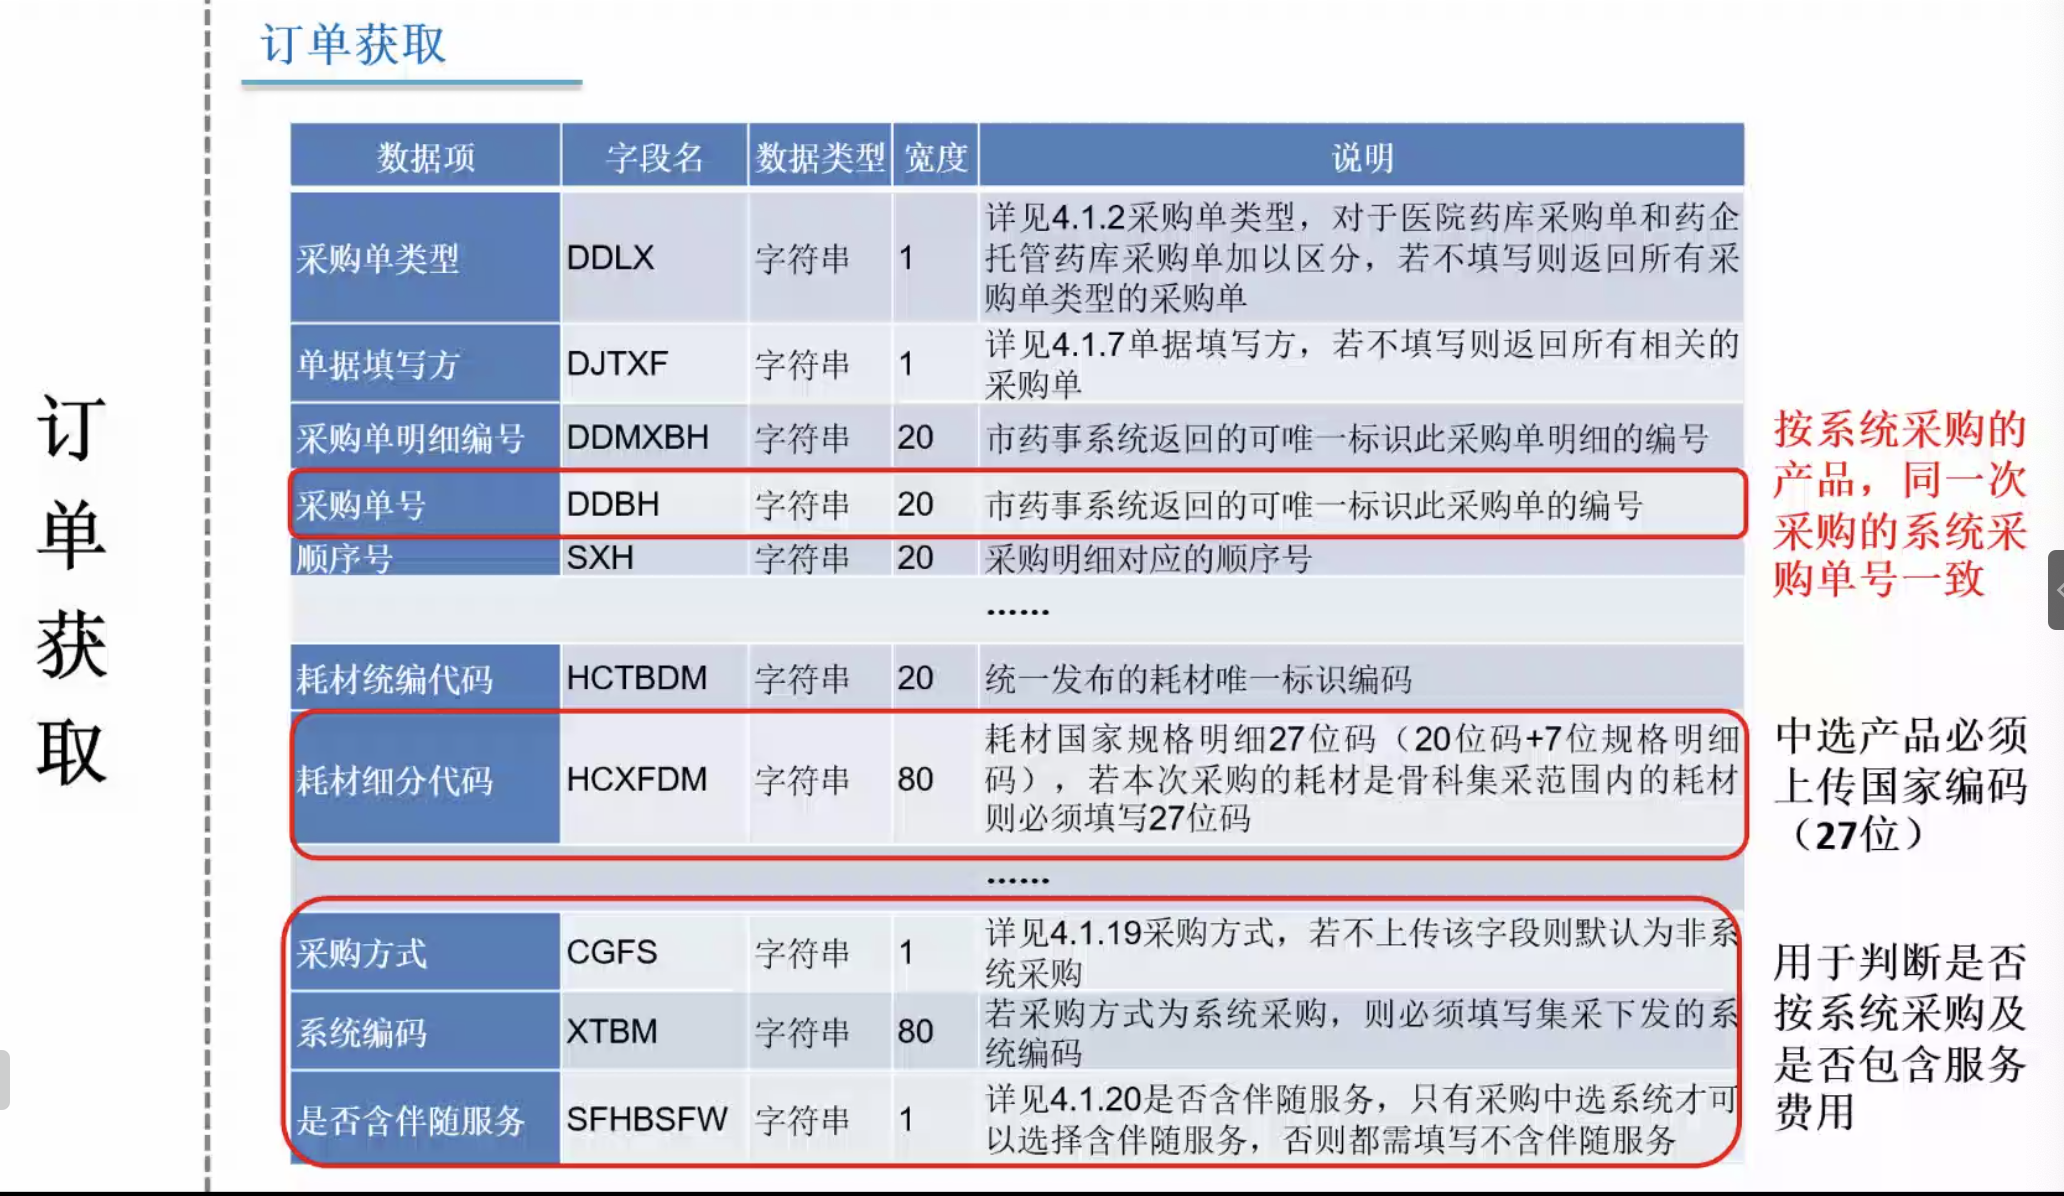 订单获取
订
单
获
取
数据项 字段名 数据类型 宽度 说明
采购单类型 DDLX 字符串 1 详见4.1.2采购单类型，对于医院药库采购单和药企
托管药库采购单加以区分，若不填写则返回所有采
购单类型的采购单
单据填写方 DJTXF 字符串 1 详见4.1.7单据填写方，若不填写则返回所有相关的
采购单
采购单明细编号 DDMXBH 字符串 20 市药事系统返回的可唯一标识此采购单明细的编号
采购单号 DDBH 字符串 20 市药事系统返回的可唯一标识此采购单的编号
顺序号 SXH 字符串 20 采购明细对应的顺序号
......
耗材统编代码 HCTBDM 字符串 20 统一发布的耗材唯一标识编码
耗材细分代码 HCXFDM 字符串 80 耗材国家规格明细27位码（20位码+7位规格明细
码），若本次采购的耗材是骨科集采范围内的耗材
则必须填写27位码
......
采购方式 CGFS 字符串 1 详见4.1.19采购方式，若不上传该字段则默认为非系
统采购
系统编码 XTBM 字符串 80 若采购方式为系统采购，则必须填写集采下发的系
统编码
是否含伴随服务 SFHBSFW 字符串 1 详见4.1.20是否含伴随服务，只有采购中选系统才可
以选择含伴随服务，否则都需填写不含伴随服务
按系统采购的
产品，同一次
采购的系统采
购单号一致
中选产品必须
上传国家编码
（27位）
用于判断是否
按系统采购及
是否包含服务
费用